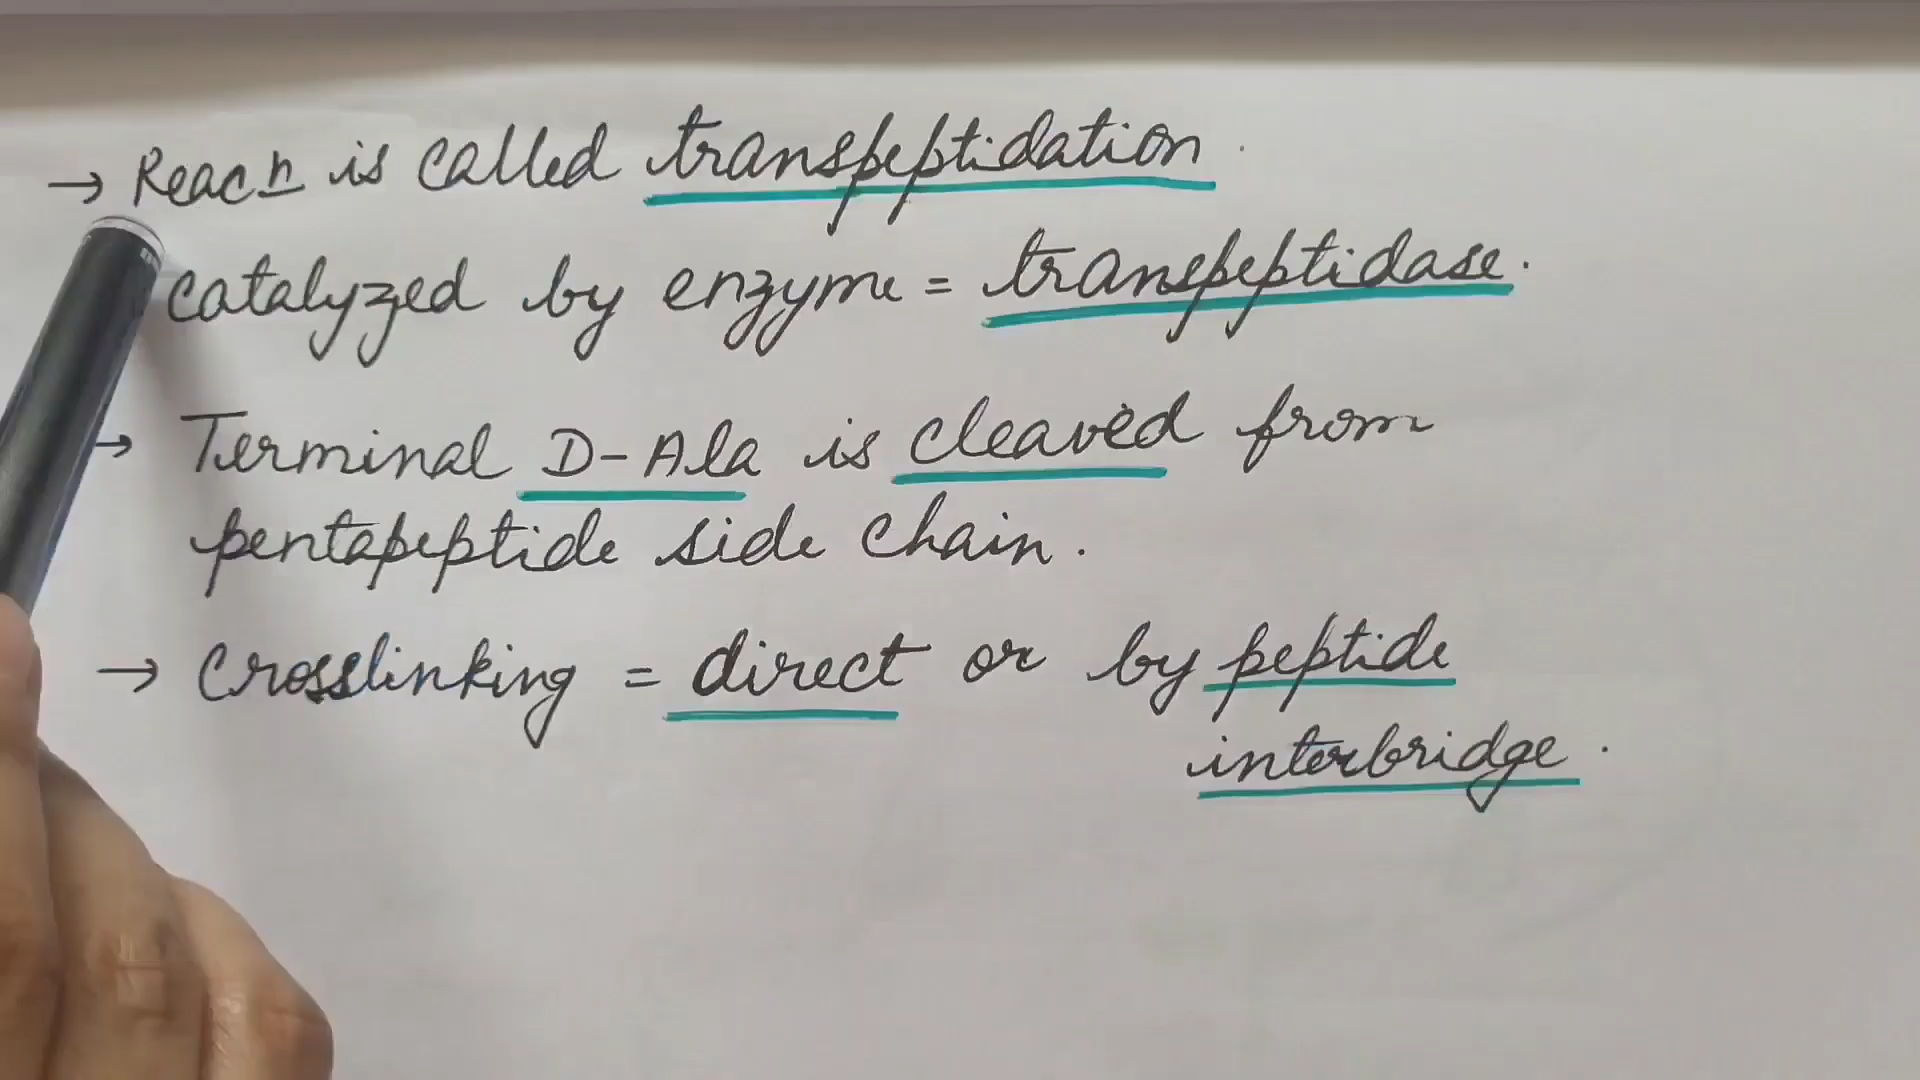 → Reacn is called transpeptidation.
catalyzed by enzyme = transpeptidase.
→ Terminal D-Ala is cleaved from
pentapeptide side chain.
→ Crosslinking = direct or by peptide
interbridge.